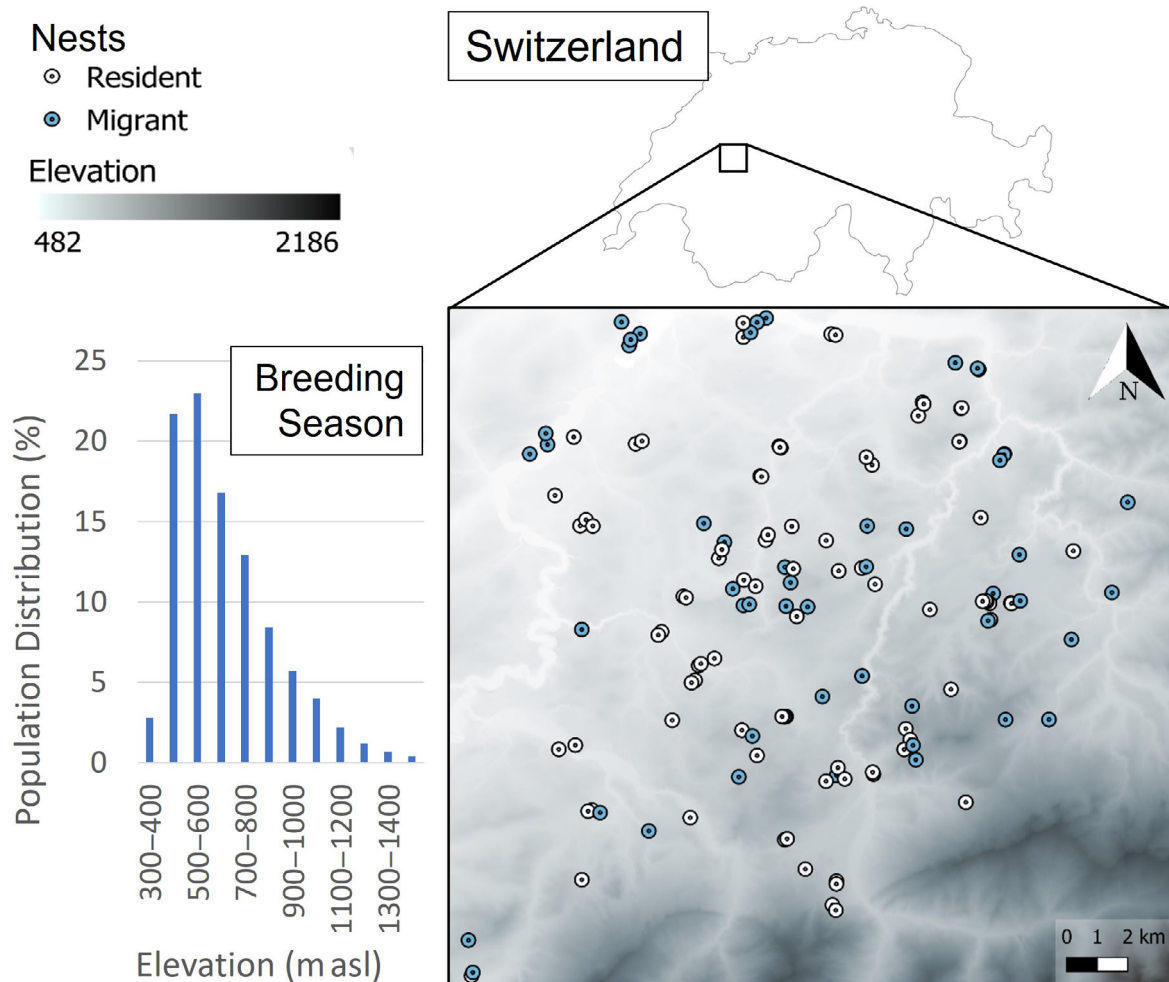 Nests
Resident
Migrant
Elevation
482 2186
Switzerland
Breeding
Season
Population Distribution (%)
25
20
15
10
5
0
300–400
500–600
700–800
900–1000
1100–1200
1300–1400
Elevation (m asl)
N
0 1 2 km